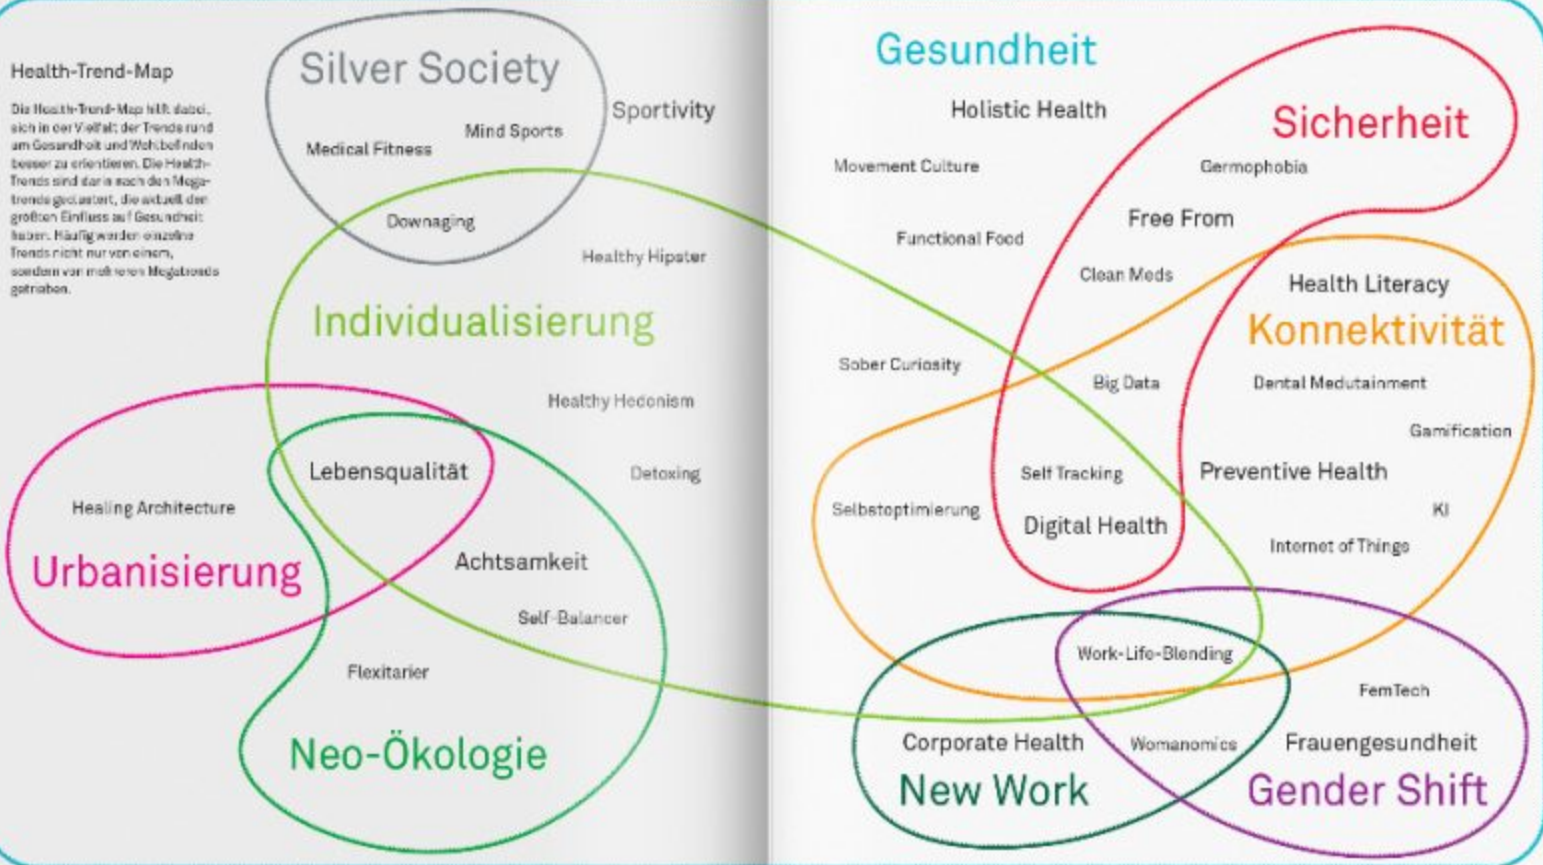 Health-Trend-Map
Die Health-Trend-Map hilft dabei,
sich in der Vielfalt der Trends rund
um Gesundheit und Wohlbefinden
besser zu orientieren. Die Health-
Trends sind darin nach den Mega-
trends geclustert, die aktuell den
größten Einfluss auf Gesundheit
haben. Häufig werden einzelne
Trends nicht nur von einem,
sondern von mehreren Megatrends
getrieben.
Silver Society
Mind Sports
Medical Fitness
Downaging
Sportivity
Healthy Hipster
Individualisierung
Healthy Hedonism
Detoxing
Lebensqualität
Healing Architecture
Urbanisierung
Achtsamkeit
Self-Balancer
Flexitarier
Neo-Ökologie
Gesundheit
Holistic Health
Movement Culture
Functional Food
Sicherheit
Germophobia
Free From
Clean Meds
Health Literacy
Konnektivität
Sober Curiosity
Big Data
Dental Medutainment
Gamification
Self Tracking
Preventive Health
Selbstoptimierung
Digital Health
KI
Internet of Things
Work-Life-Blending
FemTech
Corporate Health
Womanomics
Frauengesundheit
New Work
Gender Shift